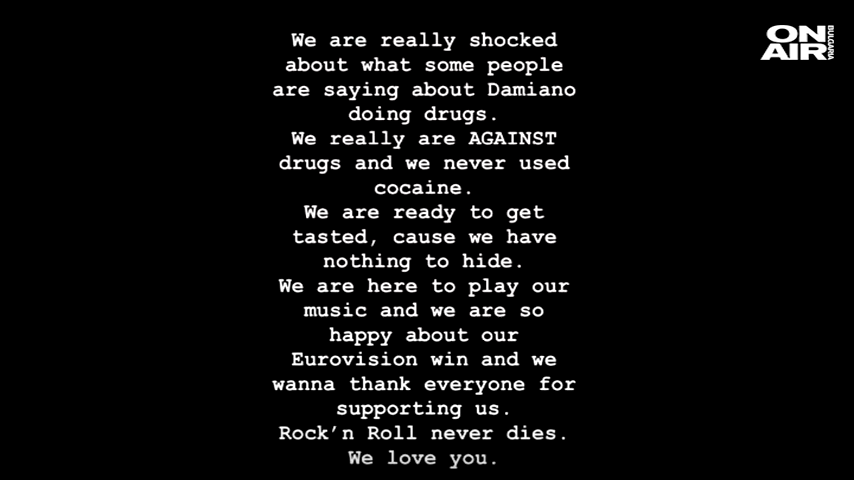 We are really shocked
about what some people
are saying about Damiano
doing drugs.
We really are AGAINST
drugs and we never used
cocaine.
We are ready to get
tasted, cause we have
nothing to hide.
We are here to play our
music and we are so
happy about our
Eurovision win and we
wanna thank everyone for
supporting us.
Rock’n Roll never dies.
We love you.
ON
AIR
BULGARIA